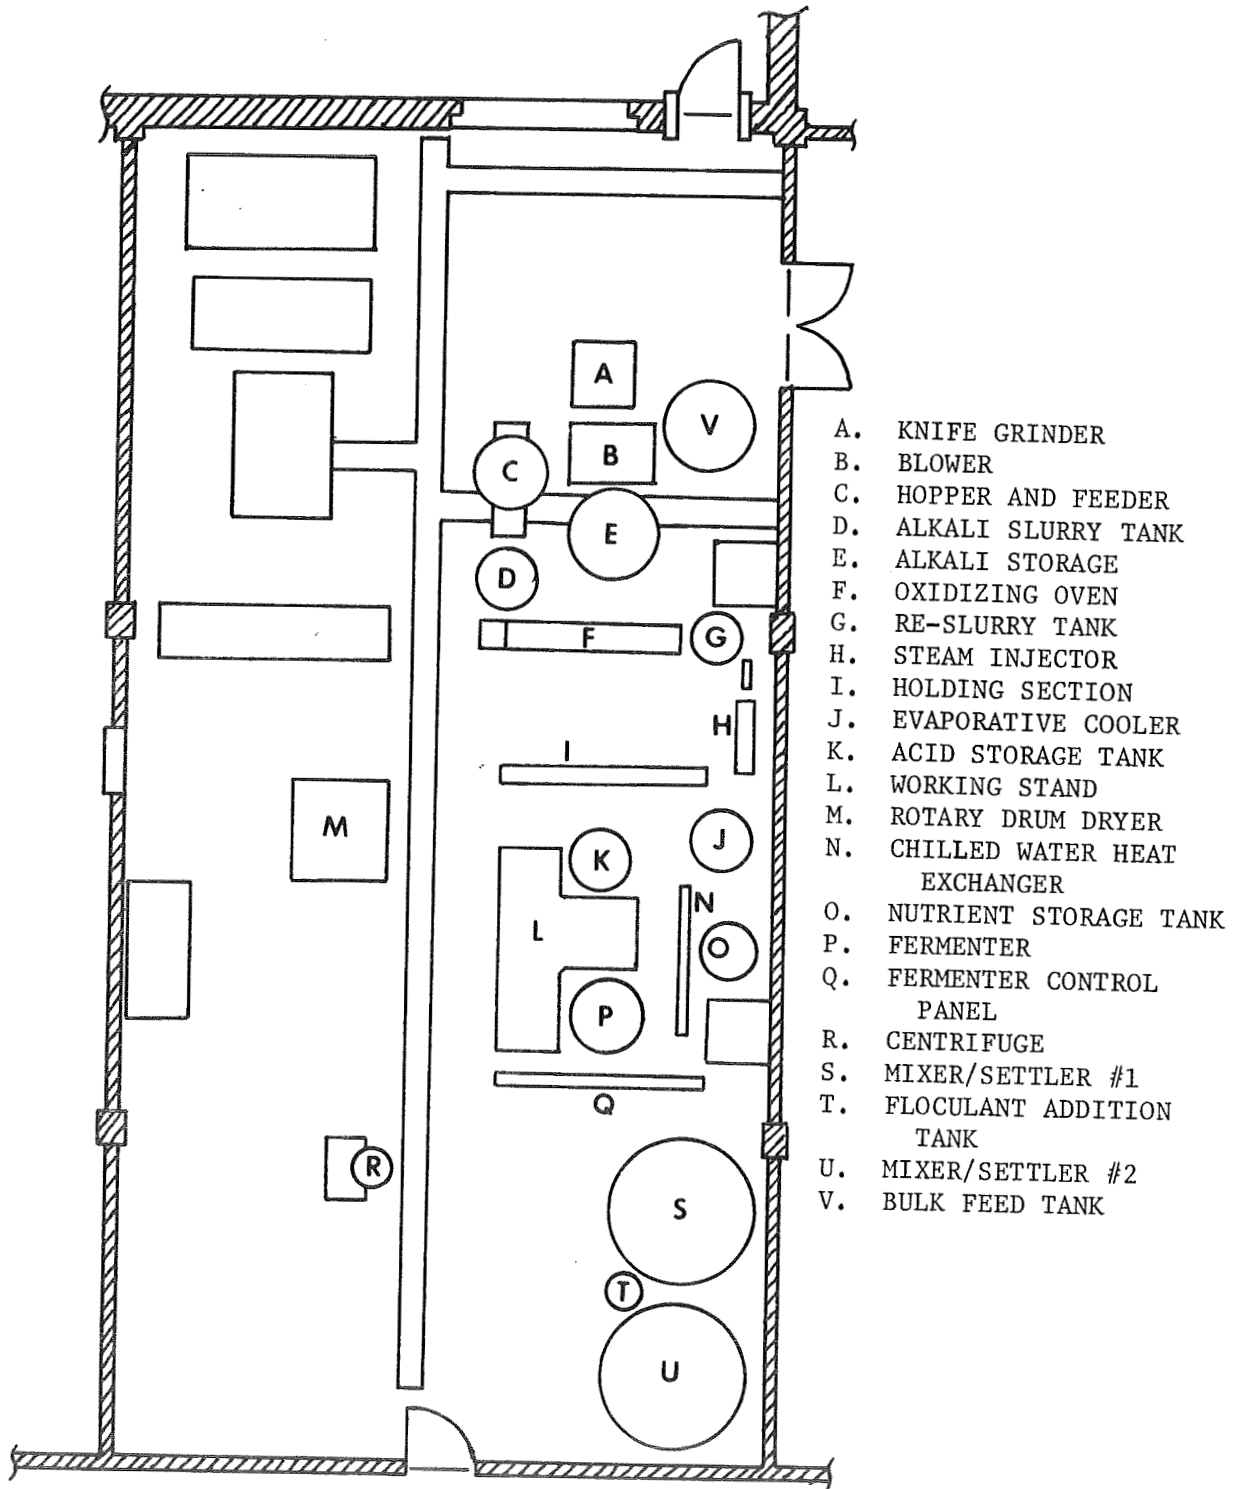 A
V
B
C
E
D
F
G
H
I
M
J
K
N
L
O
P
Q
R
S
T
U
A. KNIFE GRINDER
B. BLOWER
C. HOPPER AND FEEDER
D. ALKALI SLURRY TANK
E. ALKALI STORAGE
F. OXIDIZING OVEN
G. RE-SLURRY TANK
H. STEAM INJECTOR
I. HOLDING SECTION
J. EVAPORATIVE COOLER
K. ACID STORAGE TANK
L. WORKING STAND
M. ROTARY DRUM DRYER
N. CHILLED WATER HEAT
EXCHANGER
O. NUTRIENT STORAGE TANK
P. FERMENTER
Q. FERMENTER CONTROL
PANEL
R. CENTRIFUGE
S. MIXER/SETTLER #1
T. FLOCULANT ADDITION
TANK
U. MIXER/SETTLER #2
V. BULK FEED TANK